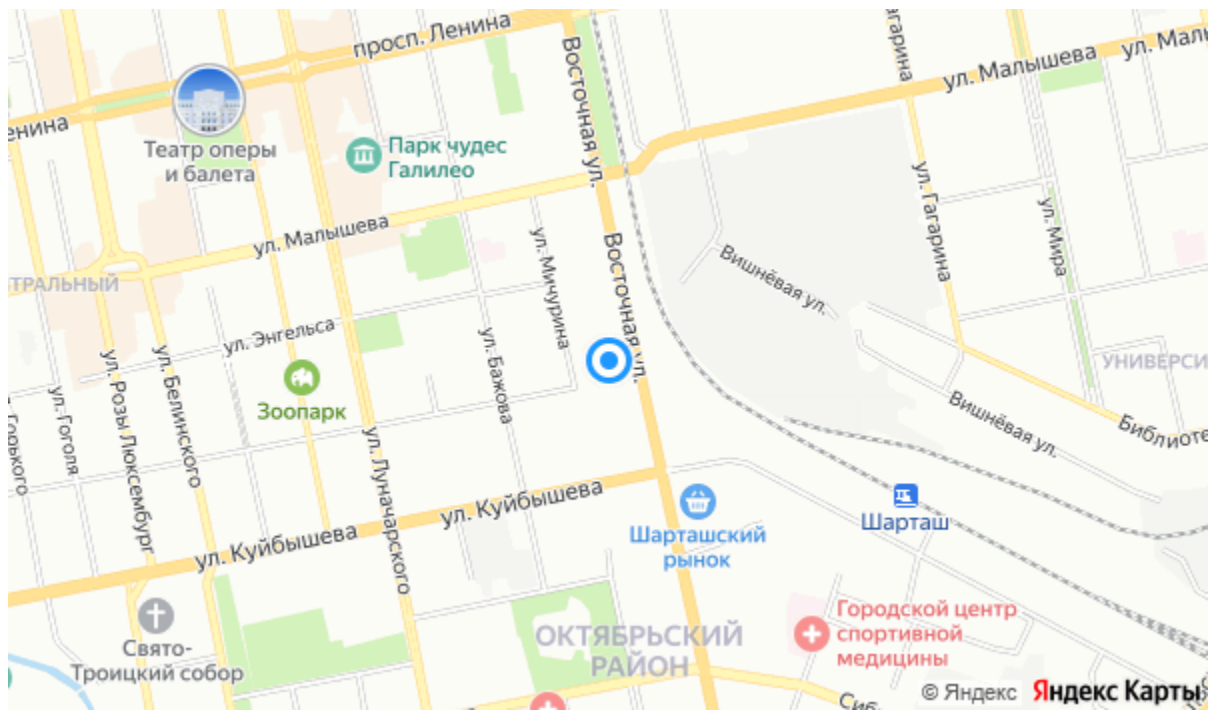 просп. Ленина
Восточная ул.
Гагарина
ул. Малышева
ул. Мал
енина
Театр оперы
и балета
Парк чудес
Галилео
ул. Гагарина
ул. Малышева
ул. Мичурина
Восточная ул.
Вишнёвая ул.
ул. Мира
ТРАЛЬНЫЙ
ул. Энгельса
ул. Бажова
УНИВЕРСИ
ул. Розы Люксембург
ул. Белинского
Зоопарк
Горького
ул. Гоголя
ул. Луначарского
Вишнёвая ул.
Библиоте
ул. Куйбышева
ул. Куйбышева
Шарташский
рынок
Шарташ
Свято-
Троицкий собор
ОКТЯБРЬСКИЙ
РАЙОН
Городской центр
спортивной
медицины
Сиб
© Яндекс
Яндекс Карты